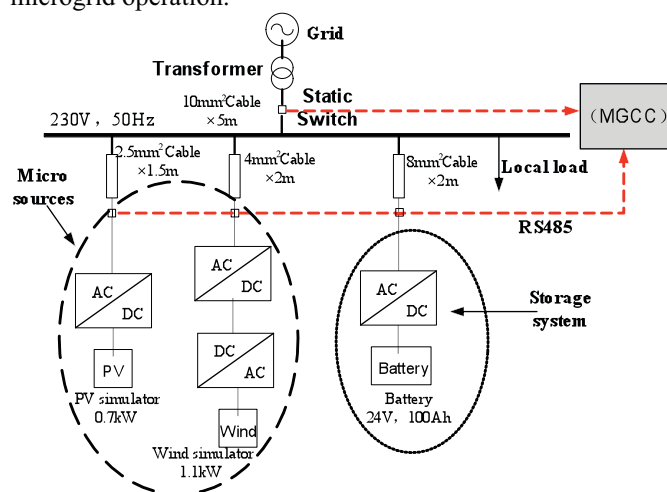 microgrid operation.
Grid
Transformer
10mm²Cable
×5m
Static
Switch
230V, 50Hz
(MGCC)
2.5mm²Cable
×1.5m
4mm²Cable
×2m
8mm²Cable
×2m
Local load
Micro
sources
RS485
AC
DC
AC
DC
AC
DC
DC
AC
Storage
system
PV
Battery
PV simulator
0.7kW
Battery
24V, 100Ah
Wind
Wind simulator
1.1kW